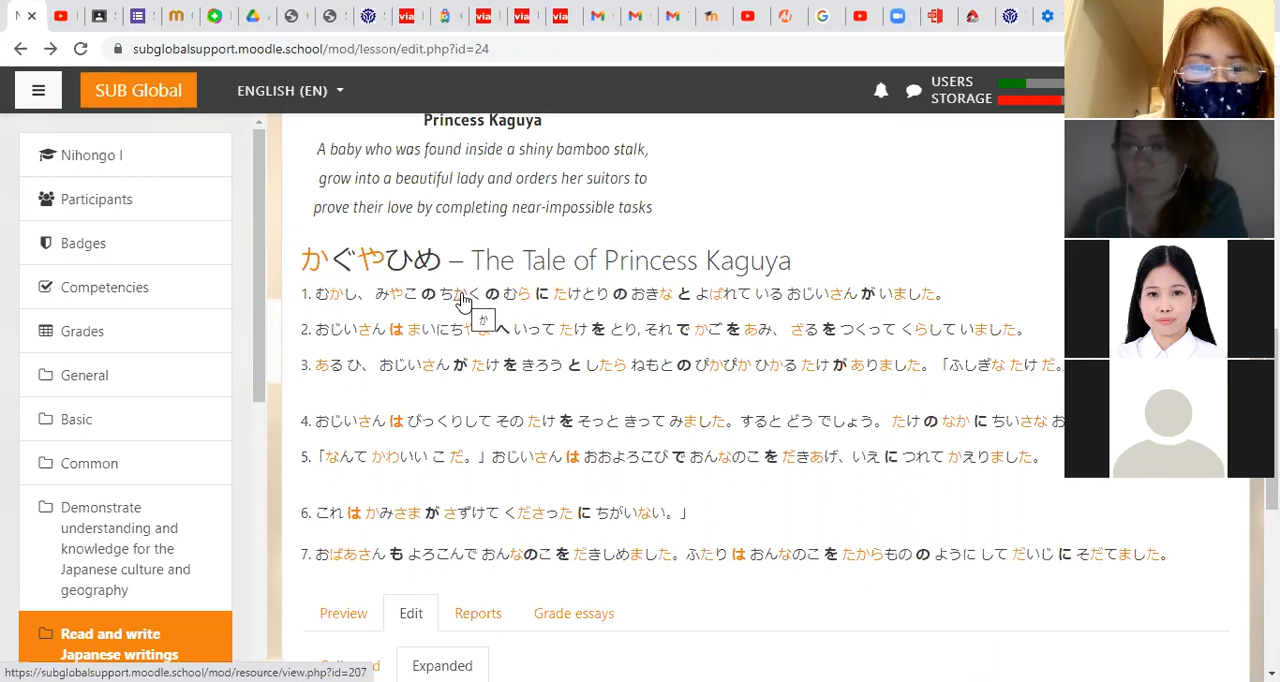 N
subglobalsupport.moodle.school/mod/lesson/edit.php?id=24
SUB Global
ENGLISH (EN)
USERS
STORAGE
Nihongo I
Participants
Badges
Competencies
Grades
General
Basic
Common
Demonstrate
understanding and
knowledge for the
Japanese culture and
geography
Read and write
Japanese writings
Princess Kaguya
A baby who was found inside a shiny bamboo stalk,
grow into a beautiful lady and orders her suitors to
prove their love by completing near-impossible tasks
かぐやひめ – The Tale of Princess Kaguya
1. むかし、 みやこ の ちかく の むら に たけとり の おきな と よばれて いる おじいさん が いました。
か
2. おじいさん は まいにち へ いって たけ を とり, それ で かご を あみ、 ざる を つくって くらして いました。
3. ある ひ、 おじいさん が たけ を きろう と したら ねもと の ぴかぴか ひかる たけ が ありました。「ふしぎな たけ だ。
4. おじいさん は びっくりして その たけ を そっと きって みました。すると どう でしょう。 たけ の なか に ちいさな お
5. 「なんて かわいい こ だ。」おじいさん は おおよろこび で おんなのこ を だきあげ、いえ に つれて かえりました。
6. これ は かみさま が さずけて くださった に ちがいない。」
7. おばあさん も よろこんで おんなのこ を だきしめました。ふたり は おんなのこ を たからもの の ように して だいじ に そだてました。
Preview
Edit
Reports
Grade essays
Expanded
https://subglobalsupport.moodle.school/mod/resource/view.php?id=207